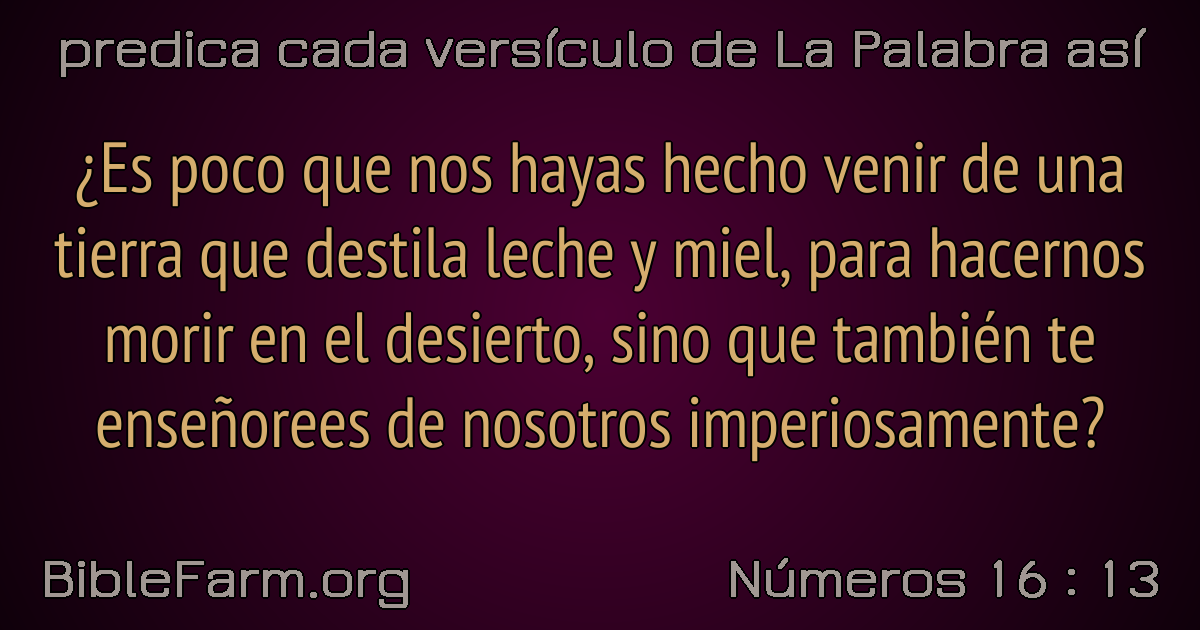 predica cada versículo de La Palabra así
¿Es poco que nos hayas hecho venir de una
tierra que destila leche y miel, para hacernos
morir en el desierto, sino que también te
enseñorees de nosotros imperiosamente?
BibleFarm.org
Números 16 : 13